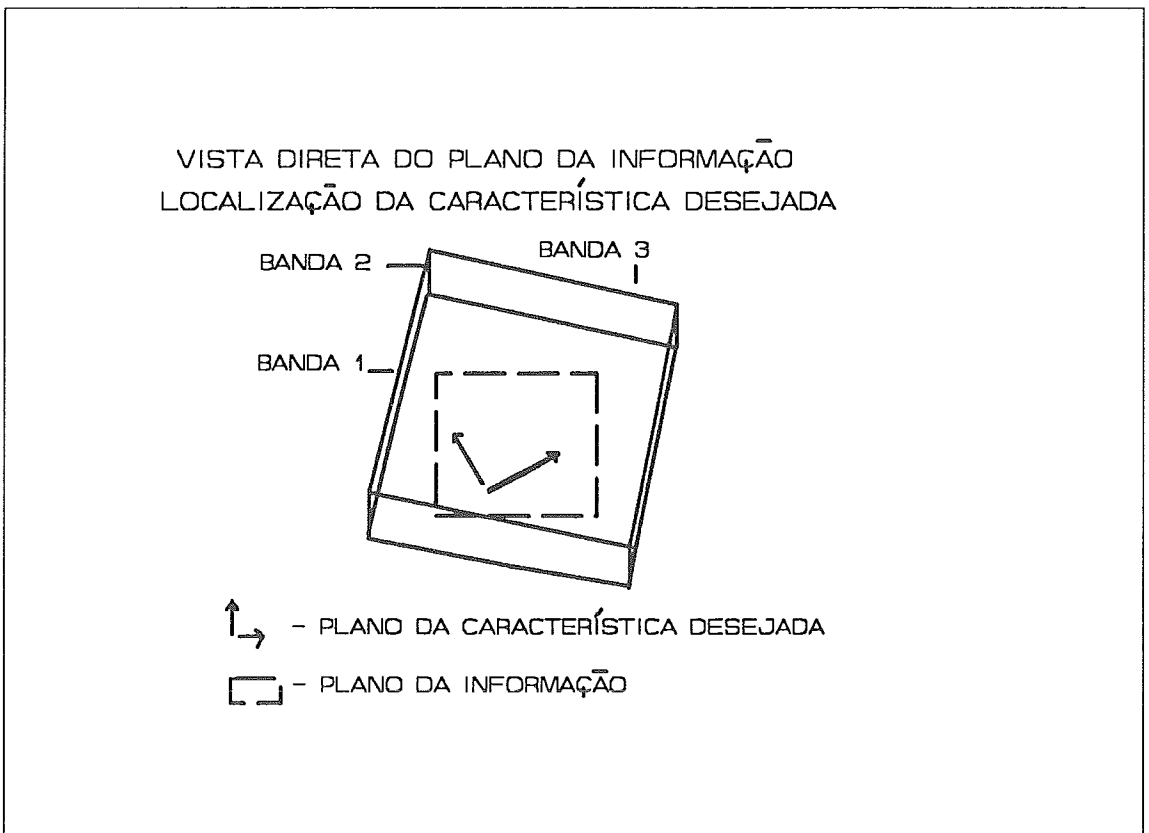 VISTA DIRETA DO PLANO DA INFORMAÇÃO
LOCALIZAÇÃO DA CARACTERÍSTICA DESEJADA
BANDA 3
BANDA 2
BANDA 1
- PLANO DA CARACTERÍSTICA DESEJADA
- PLANO DA INFORMAÇÃO